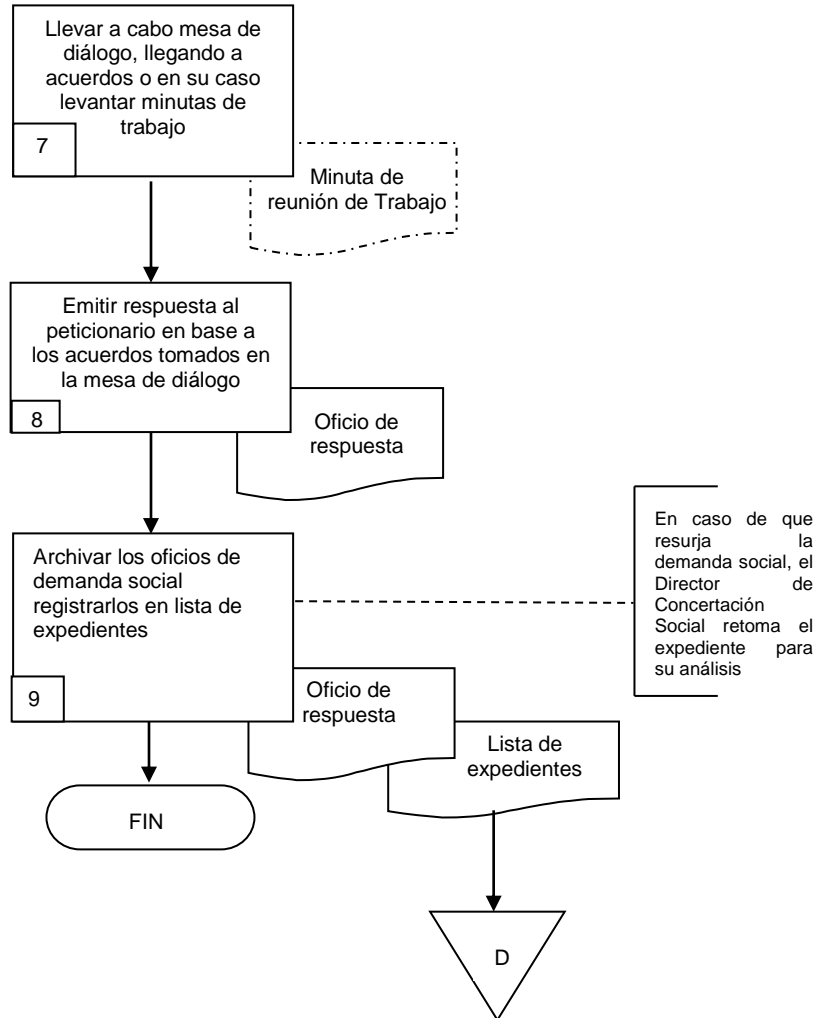 Llevar a cabo mesa de
diálogo, llegando a
acuerdos o en su caso
levantar minutas de
trabajo
7
Minuta de
reunión de Trabajo
Emitir respuesta al
peticionario en base a
los acuerdos tomados en
la mesa de diálogo
8
Oficio de
respuesta
Archivar los oficios de
demanda social
registrarlos en lista de
expedientes
9
En caso de que
resurja la
demanda social, el
Director de
Concertación
Social retoma el
expediente para
su análisis
Oficio de
respuesta
Lista de
expedientes
FIN
D